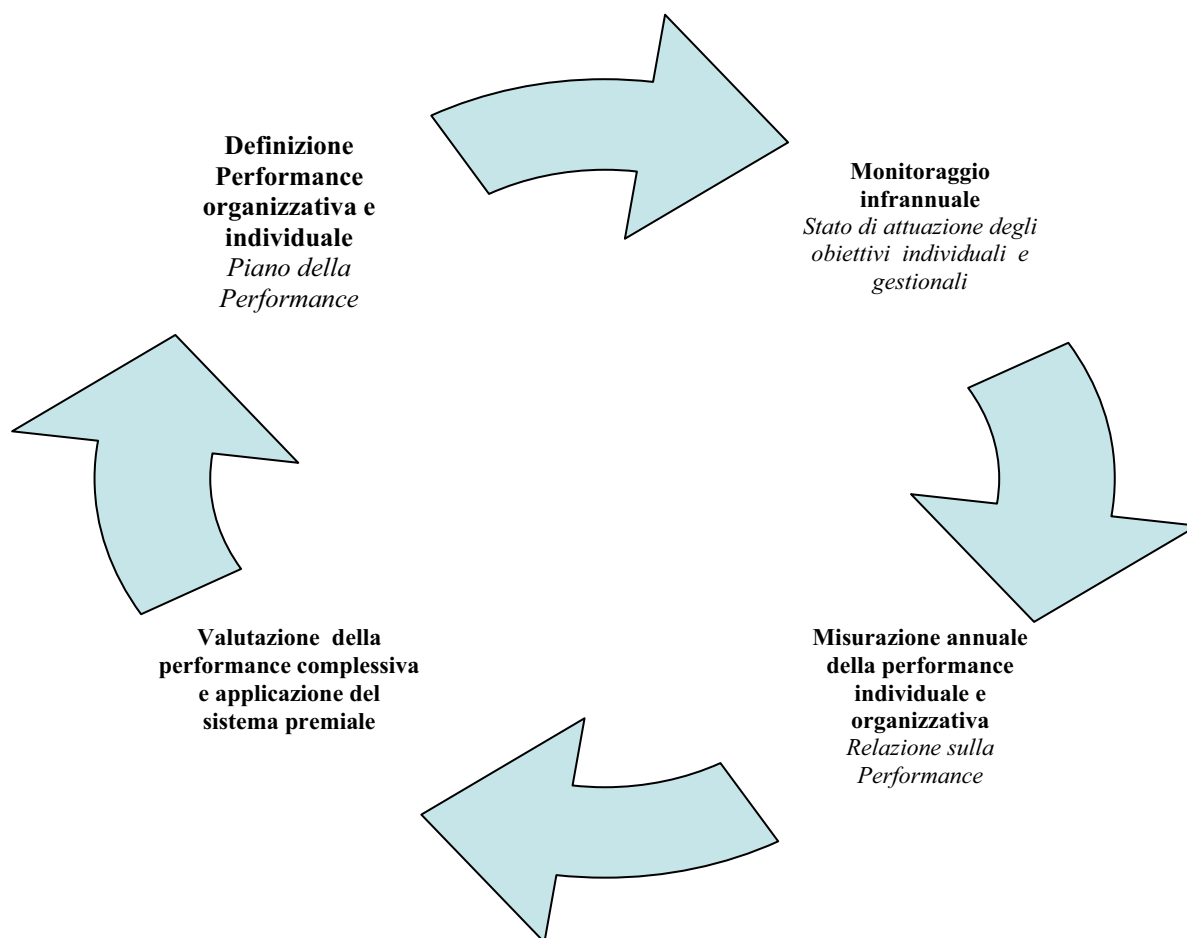 Definizione
Performance
organizzativa e
individuale
Piano della
Performance
Monitoraggio
infrannuale
Stato di attuazione degli
obiettivi individuali e
gestionali
Misurazione annuale
della performance
individuale e
organizzativa
Relazione sulla
Performance
Valutazione della
performance complessiva
e applicazione del
sistema premiale